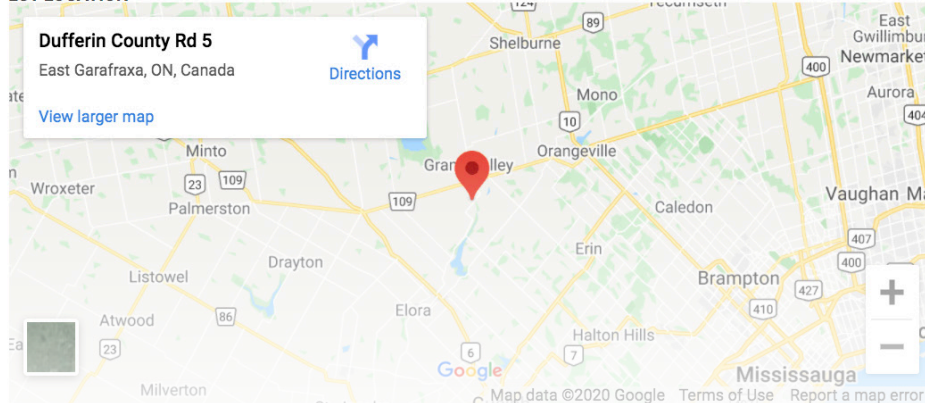 124
Tecumseth
89
East
Gwillimbu
Dufferin County Rd 5
Shelburne
Newmarket
East Garafraxa, ON, Canada
Directions
400
Mono
Aurora
View larger map
10
404
Minto
Orangeville
Wroxeter
23
109
109
Palmerston
Caledon
Vaughan
407
Erin
400
Listowel
Drayton
Brampton
427
+
410
Elora
Atwood
86
Halton Hills
−
23
6
7
Google
Mississauga
Milverton
Map data ©2020 Google Terms of Use Report a map error